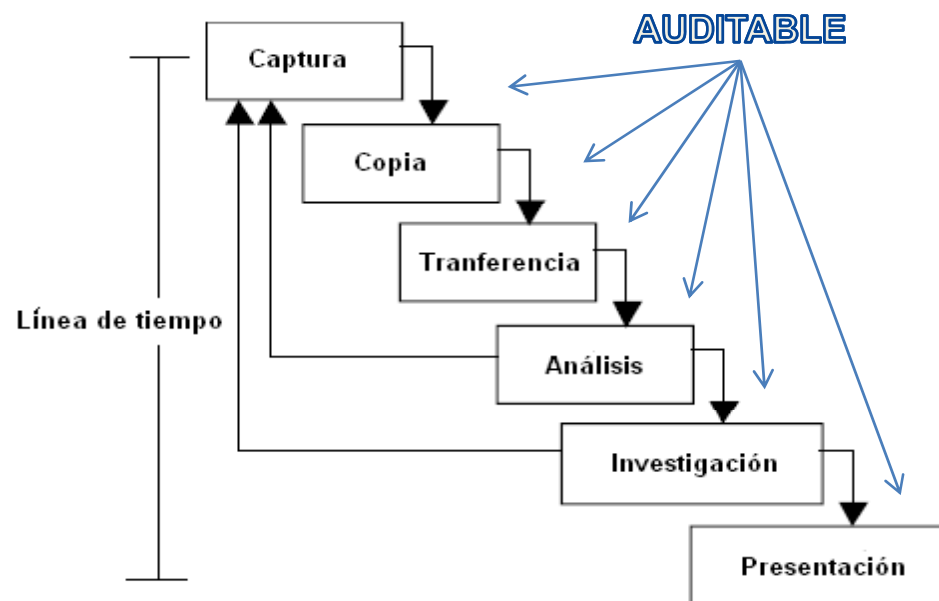 AUDITABLE
Captura
Copia
Tranferencia
Línea de tiempo
Análisis
Investigación
Presentación